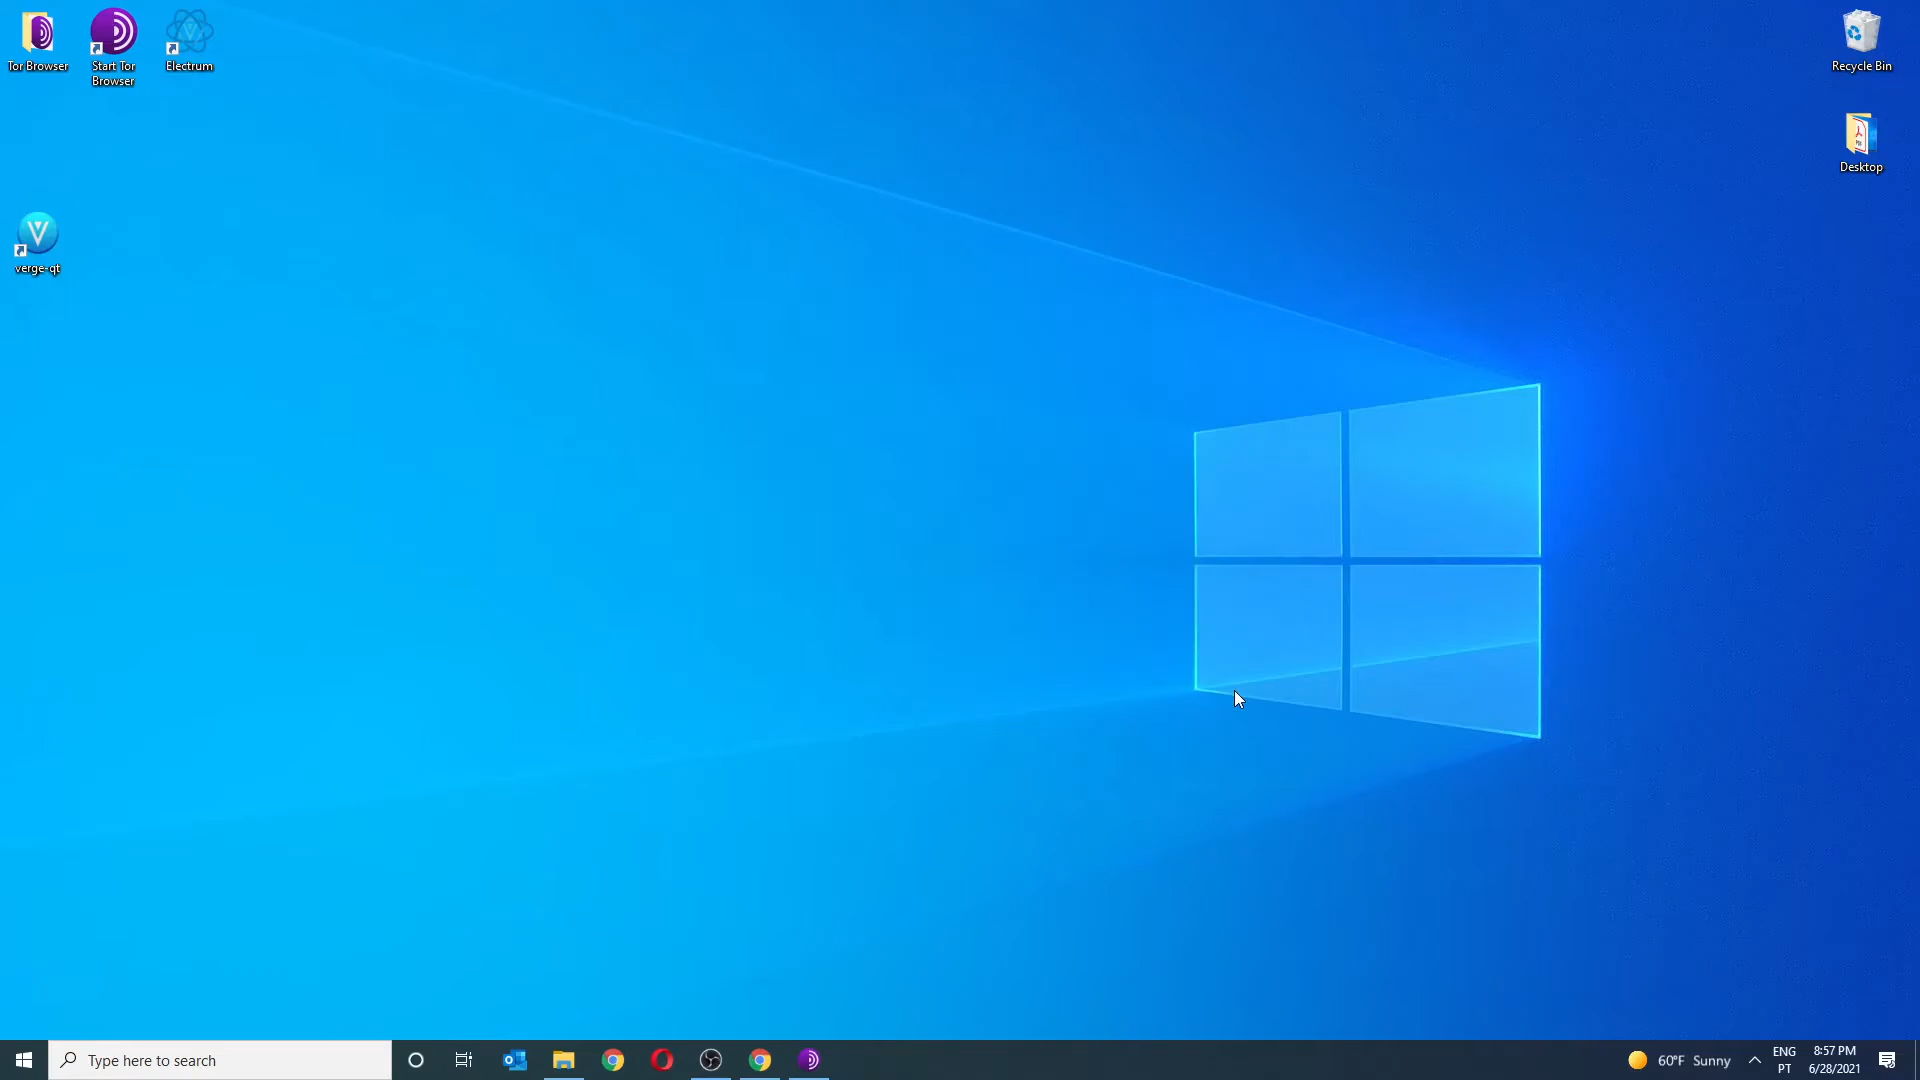 Tor Browser
Start Tor
Browser
Electrum
Recycle Bin
PDF
Desktop
verge-qt
Type here to search
60°F Sunny
ENG
PT
8:57 PM
6/28/2021